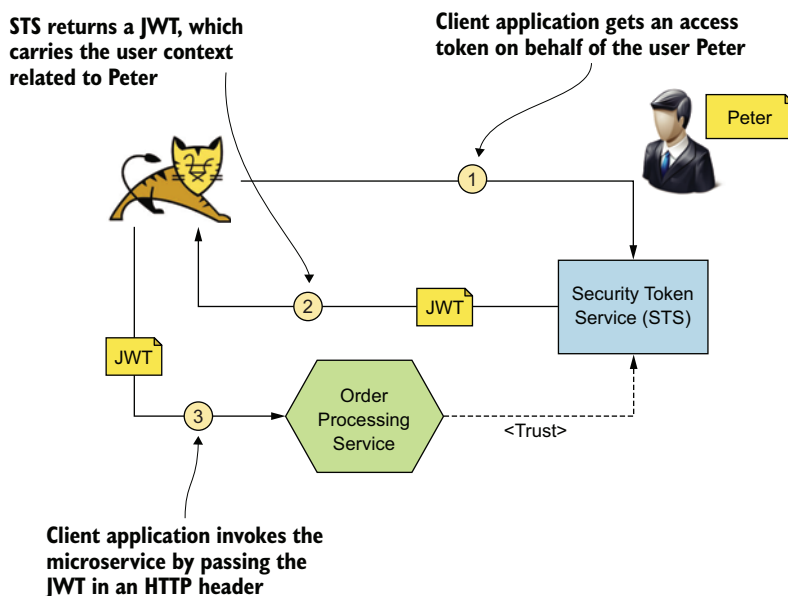 STS returns a JWT, which
carries the user context
related to Peter
Client application gets an access
token on behalf of the user Peter
Peter
1
2
JWT
Security Token
Service (STS)
JWT
3
Order
Processing
Service
<Trust>
Client application invokes the
microservice by passing the
JWT in an HTTP header